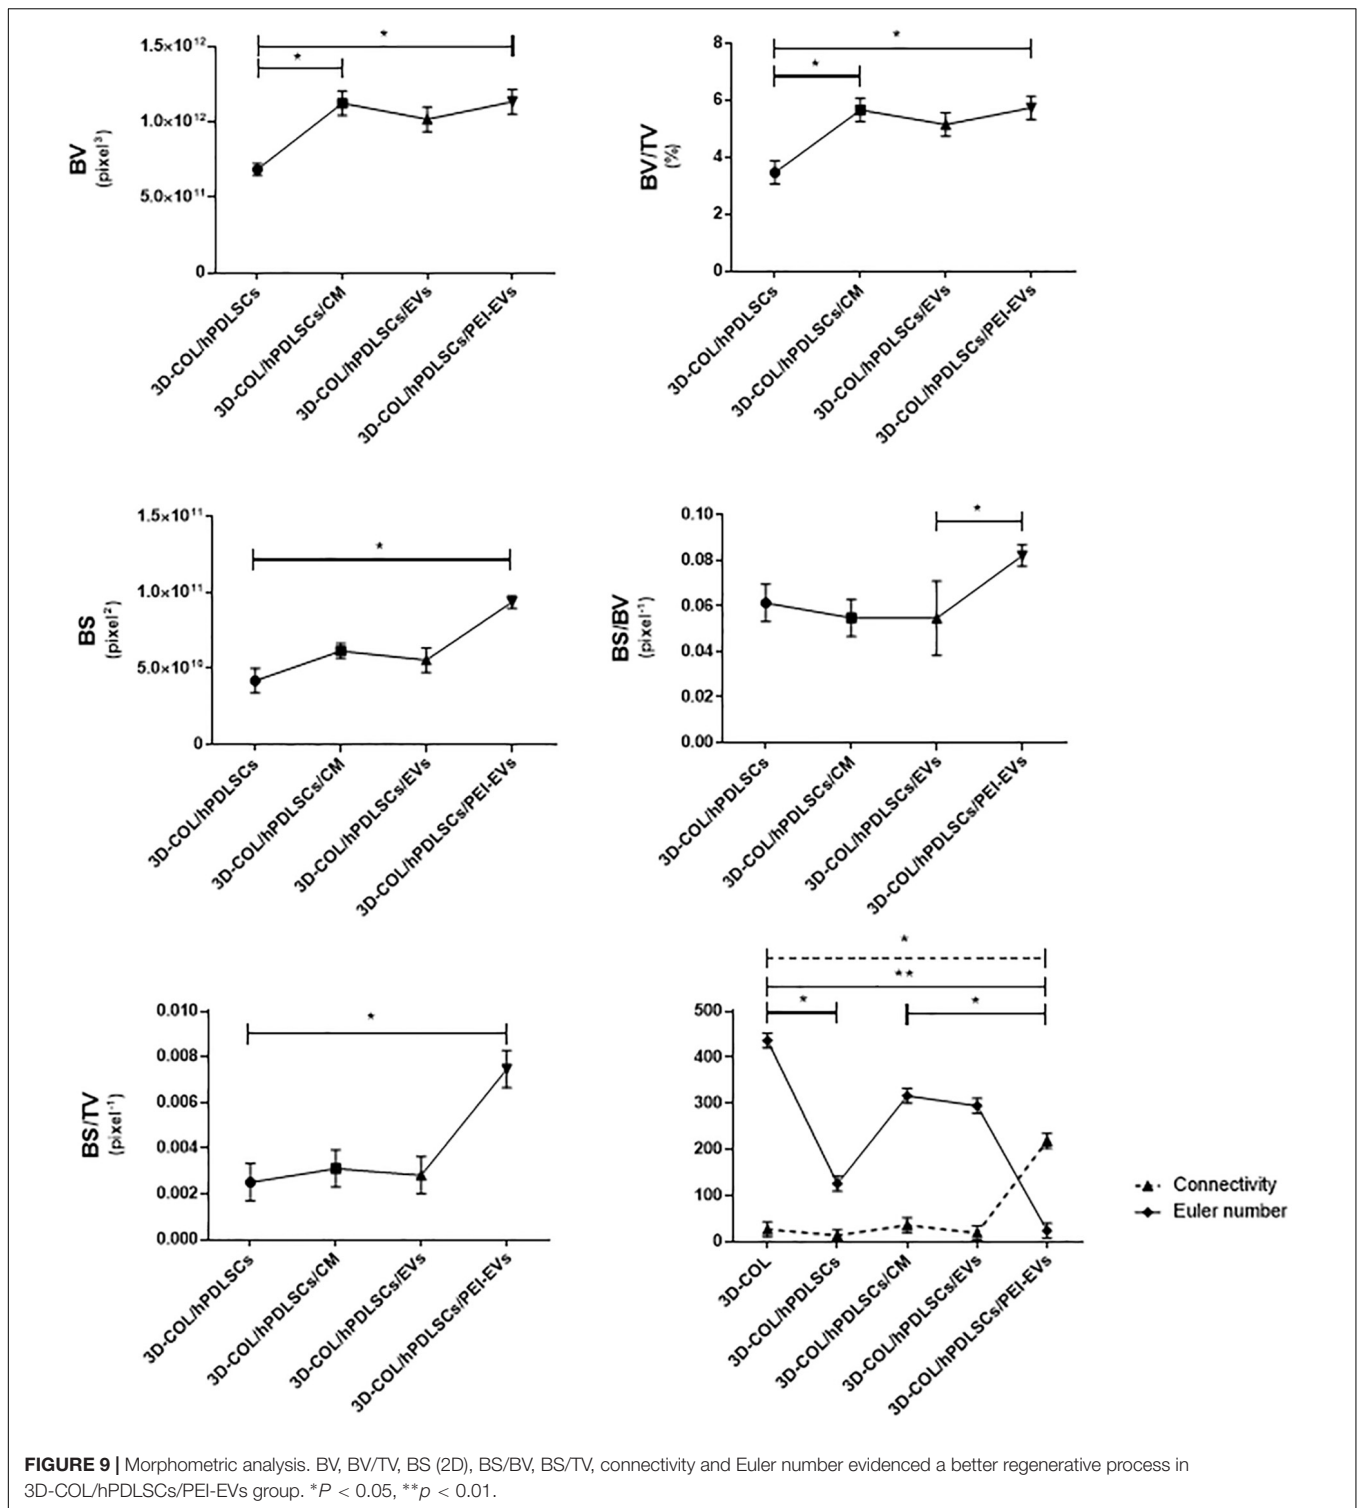 *
*
1.5×10¹²
1.0×10¹²
5.0×10¹¹
0
BV
(pixel³)
3D-COL/hPDLSCs
3D-COL/hPDLSCs/CM
3D-COL/hPDLSCs/EVs
3D-COL/hPDLSCs/PEI-EVs
*
*
8
6
4
2
0
BV/TV
(%)
3D-COL/hPDLSCs
3D-COL/hPDLSCs/CM
3D-COL/hPDLSCs/EVs
3D-COL/hPDLSCs/PEI-EVs
*
1.5×10¹¹
1.0×10¹¹
5.0×10¹⁰
0
BS
(pixel²)
3D-COL/hPDLSCs
3D-COL/hPDLSCs/CM
3D-COL/hPDLSCs/EVs
3D-COL/hPDLSCs/PEI-EVs
*
0.10
0.08
0.06
0.04
0.02
0.00
BS/BV
(pixel⁻¹)
3D-COL/hPDLSCs
3D-COL/hPDLSCs/CM
3D-COL/hPDLSCs/EVs
3D-COL/hPDLSCs/PEI-EVs
*
0.010
0.008
0.006
0.004
0.002
0.000
BS/TV
(pixel⁻¹)
3D-COL/hPDLSCs
3D-COL/hPDLSCs/CM
3D-COL/hPDLSCs/EVs
3D-COL/hPDLSCs/PEI-EVs
*
**
*
*
500
400
300
200
100
0
3D-COL
3D-COL/hPDLSCs
3D-COL/hPDLSCs/CM
3D-COL/hPDLSCs/EVs
3D-COL/hPDLSCs/PEI-EVs
Connectivity
Euler number
FIGURE 9 | Morphometric analysis. BV, BV/TV, BS (2D), BS/BV, BS/TV, connectivity and Euler number evidenced a better regenerative process in
3D-COL/hPDLSCs/PEI-EVs group. *P < 0.05, **p < 0.01.